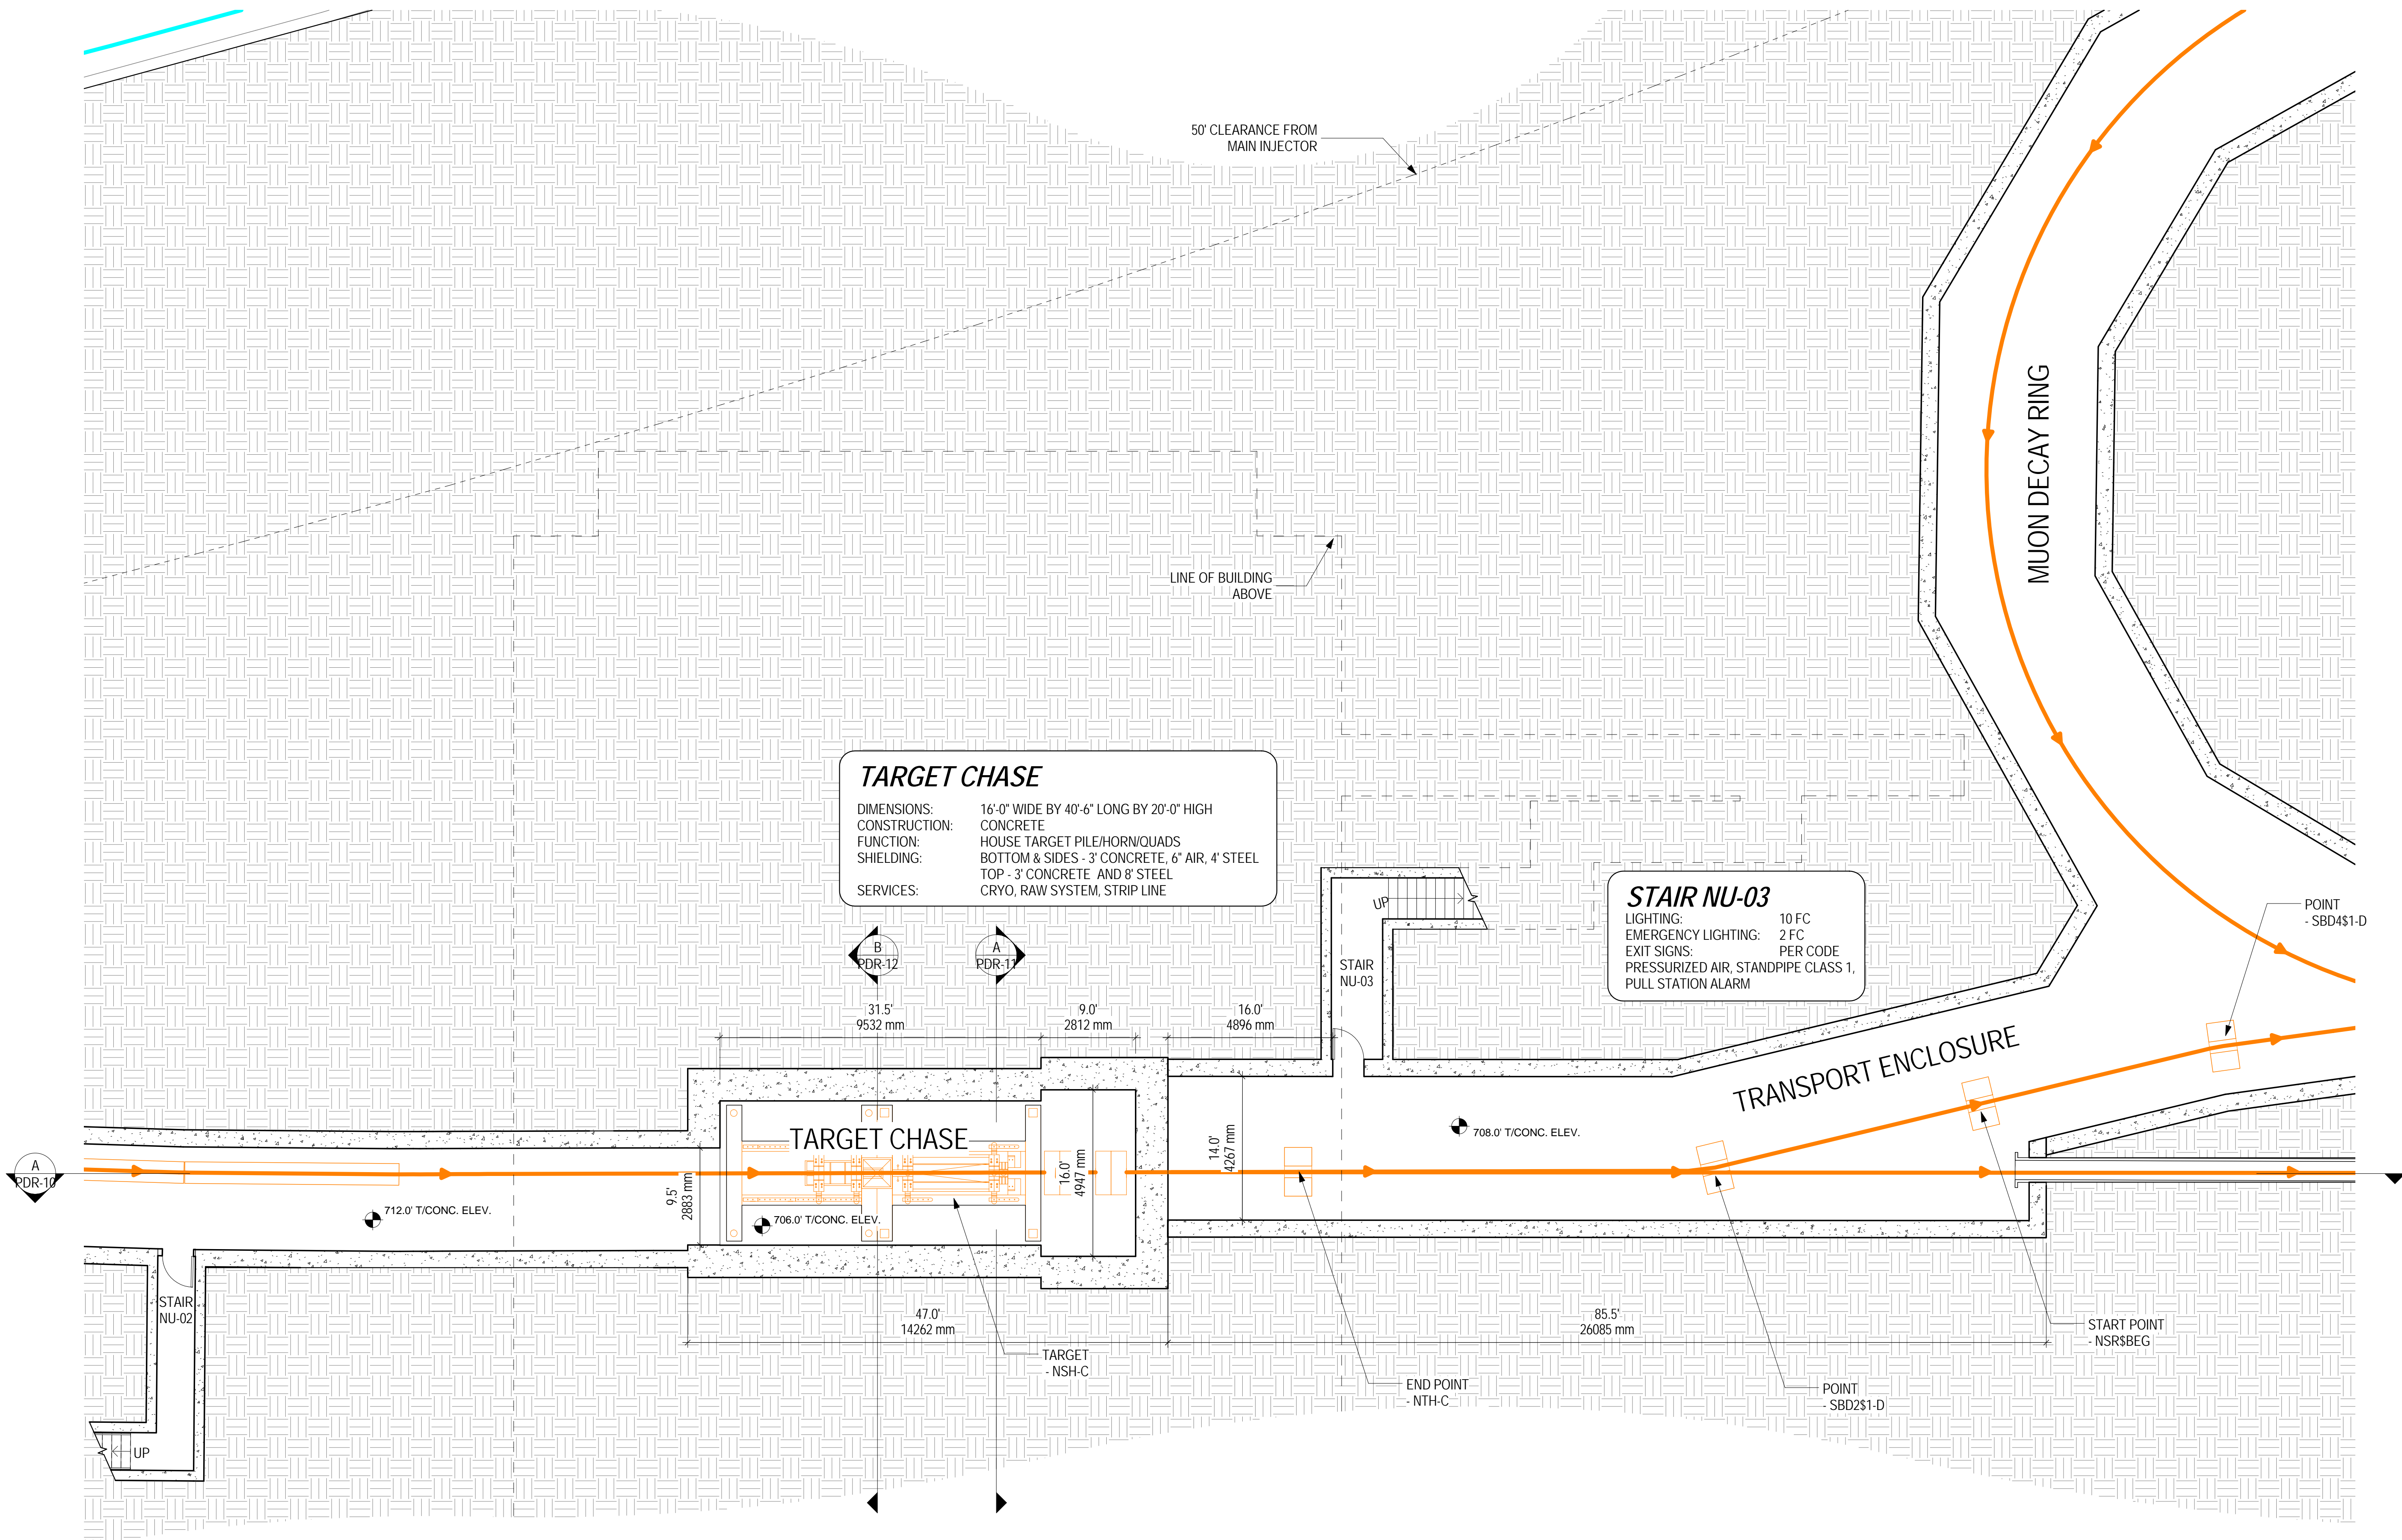 50' CLEARANCE FROM
MAIN INJECTOR
MUON DECAY RING
LINE OF BUILDING
ABOVE
TARGET CHASE
DIMENSIONS: 16'-0" WIDE BY 40'-6" LONG BY 20'-0" HIGH
CONSTRUCTION: CONCRETE
FUNCTION: HOUSE TARGET PILE/HORN/QUADS
SHIELDING: BOTTOM & SIDES - 3' CONCRETE, 6" AIR, 4' STEEL
TOP - 3' CONCRETE AND 8' STEEL
SERVICES: CRYO, RAW SYSTEM, STRIP LINE
STAIR NU-03
LIGHTING: 10 FC
EMERGENCY LIGHTING: 2 FC
EXIT SIGNS: PER CODE
PRESSURIZED AIR, STANDPIPE CLASS 1,
PULL STATION ALARM
UP
POINT
- SBD4$1-D
B
PDR-12
A
PDR-11
STAIR
NU-03
31.5'
9532 mm
9.0'
2812 mm
16.0'
4896 mm
TRANSPORT ENCLOSURE
TARGET CHASE
708.0' T/CONC. ELEV.
14.0'
4267 mm
16.0'
4947 mm
9.5'
2883 mm
A
PDR-10
712.0' T/CONC. ELEV.
706.0' T/CONC. ELEV.
STAIR
NU-02
47.0'
14262 mm
85.5'
26085 mm
START POINT
- NSR$BEG
TARGET
- NSH-C
END POINT
- NTH-C
POINT
- SBD2$1-D
UP